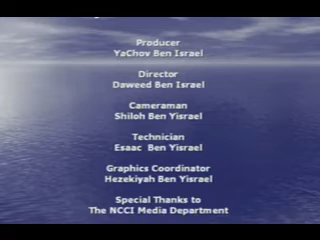 Producer
YaChov Ben Israel
Director
Daweed Ben Israel
Cameraman
Shiloh Ben Yisrael
Technician
Esaac Ben Yisrael
Graphics Coordinator
Hezekiyah Ben Yisrael
Special Thanks to
The NCCI Media Department